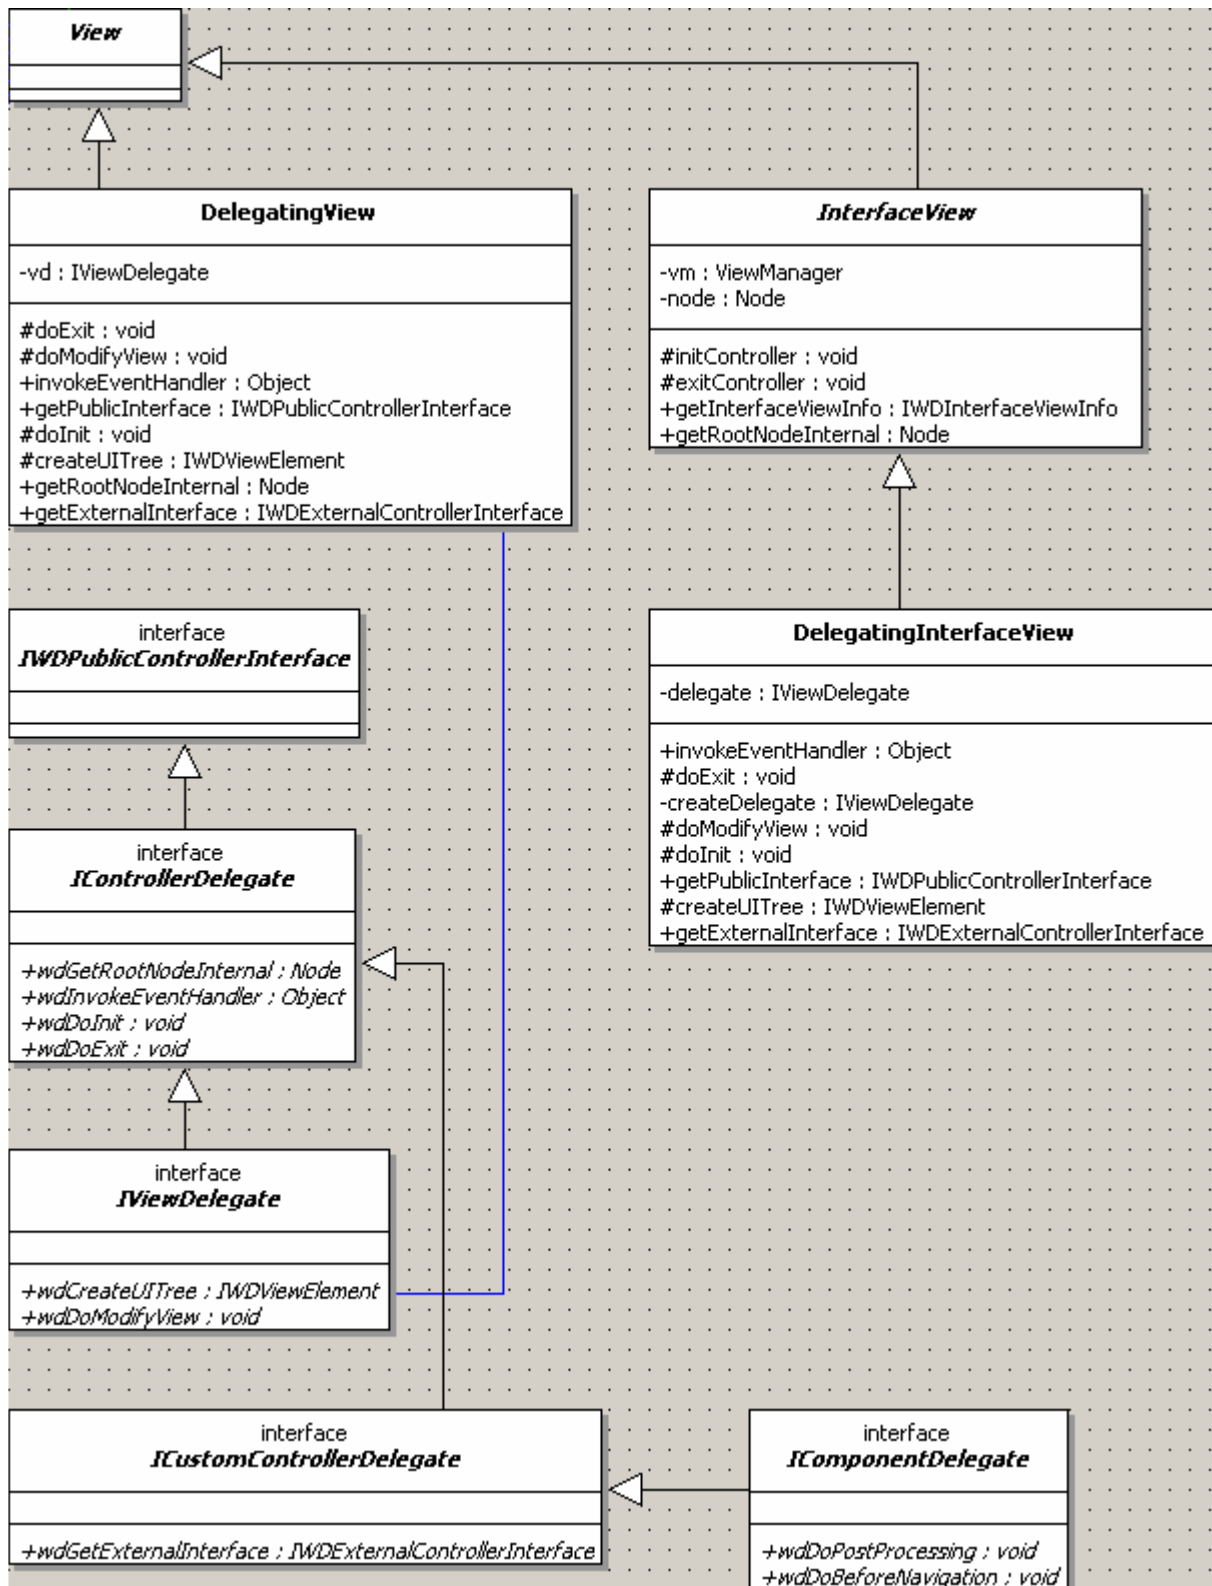 View
DelegatingView
-vd : IViewDelegate
#doExit : void
#doModifyView : void
+invokeEventHandler : Object
+getPublicInterface : IWDPublicControllerInterface
#doInit : void
#createUITree : IWDViewElement
+getRootNodeInternal : Node
+getExternalInterface : IWDExternalControllerInterface
InterfaceView
-vm : ViewManager
-node : Node
#initController : void
#exitController : void
+getInterfaceViewInfo : IWDInterfaceViewInfo
+getRootNodeInternal : Node
interface
IWDPublicControllerInterface
DelegatingInterfaceView
-delegate : IViewDelegate
+invokeEventHandler : Object
#doExit : void
-createDelegate : IViewDelegate
#doModifyView : void
#doInit : void
+getPublicInterface : IWDPublicControllerInterface
#createUITree : IWDViewElement
+getExternalInterface : IWDExternalControllerInterface
interface
IControllerDelegate
+wdGetRootNodeInternal : Node
+wdInvokeEventHandler : Object
+wdDoInit : void
+wdDoExit : void
interface
IViewDelegate
+wdCreateUITree : IWDViewElement
+wdDoModifyView : void
interface
ICustomControllerDelegate
+wdGetExternalInterface : IWDExternalControllerInterface
interface
IComponentDelegate
+wdDoPostProcessing : void
+wdDoBeforeNavigation : void